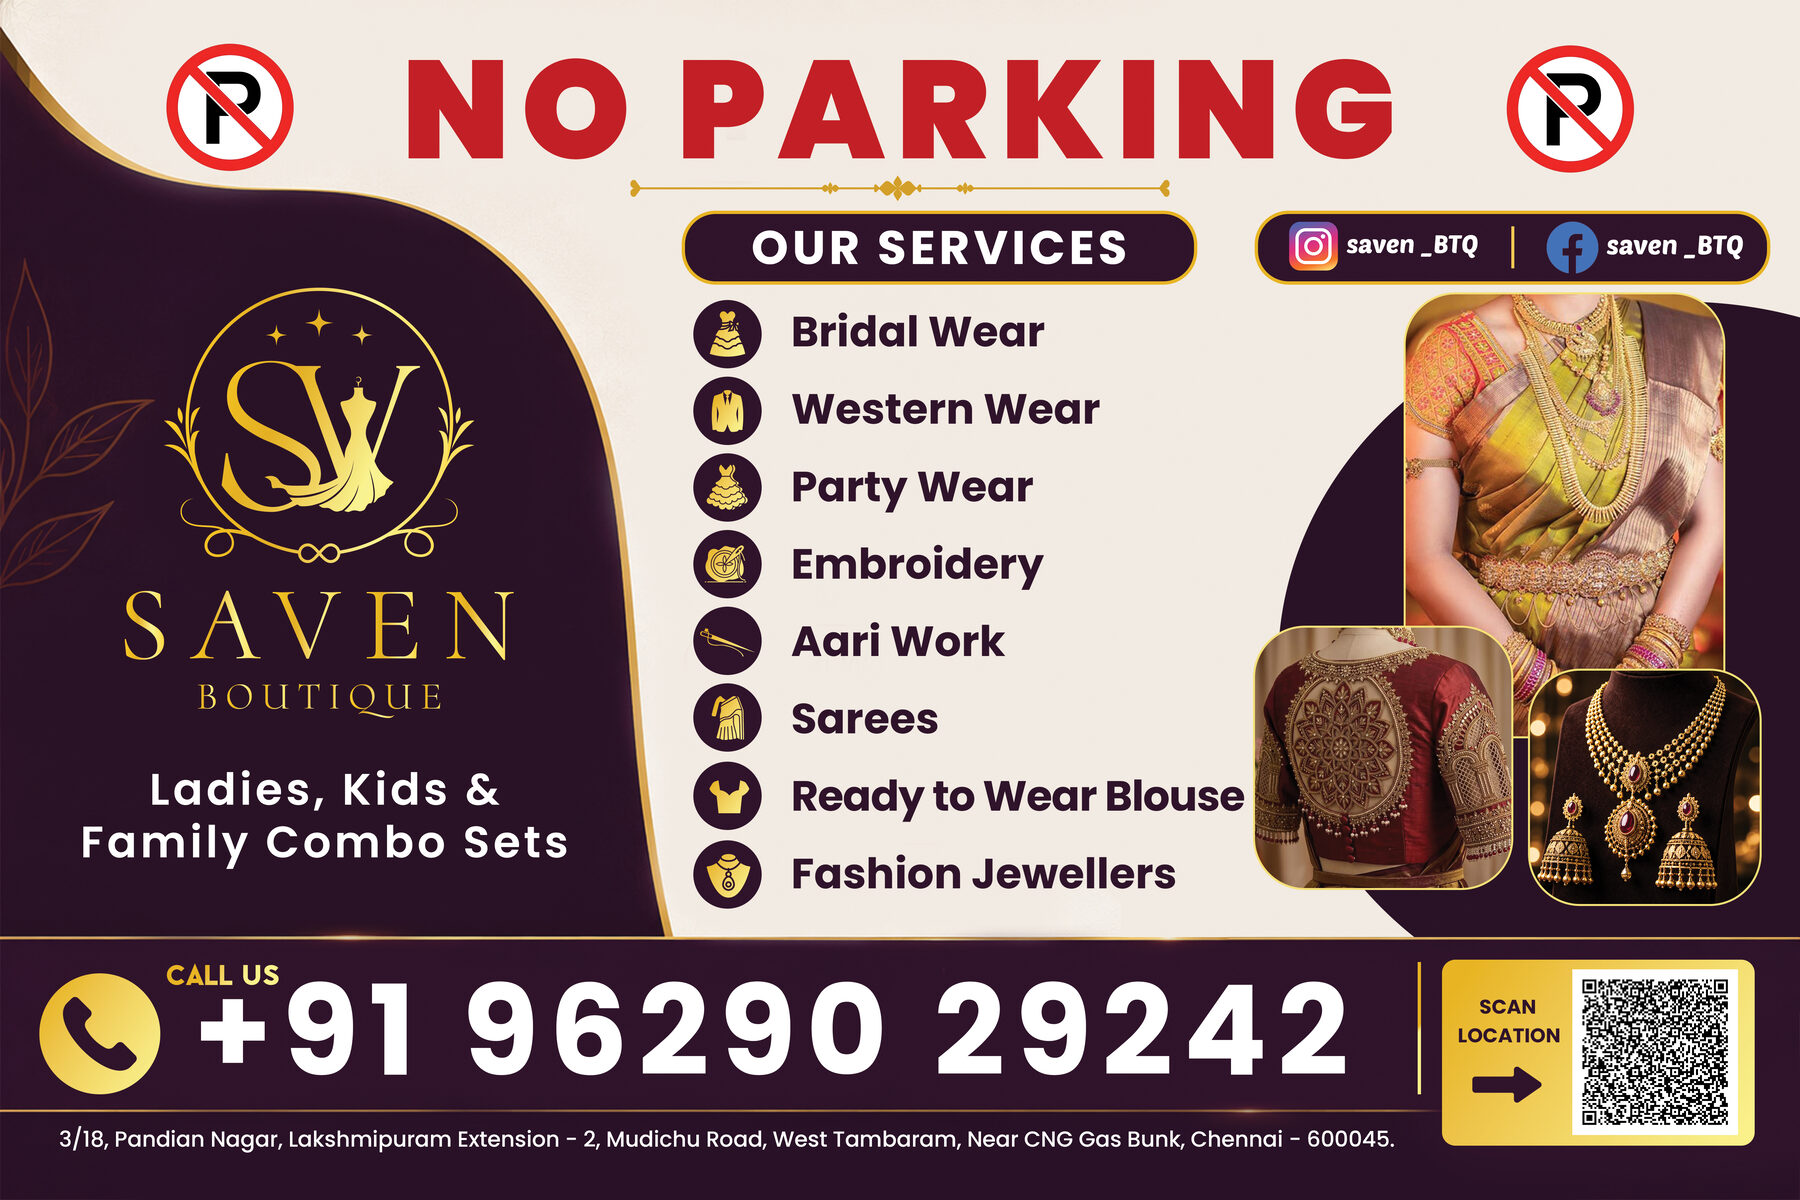 NO PARKING
OUR SERVICES
saven _BTQ
saven _BTQ
Bridal Wear
Western Wear
Party Wear
Embroidery
Aari Work
Sarees
Ready to Wear Blouse
Fashion Jewellers
SV
SAVEN
BOUTIQUE
Ladies, Kids &
Family Combo Sets
CALL US
+91 96290 29242
SCAN
LOCATION
3/18, Pandian Nagar, Lakshmipuram Extension - 2, Mudichu Road, West Tambaram, Near CNG Gas Bunk, Chennai - 600045.